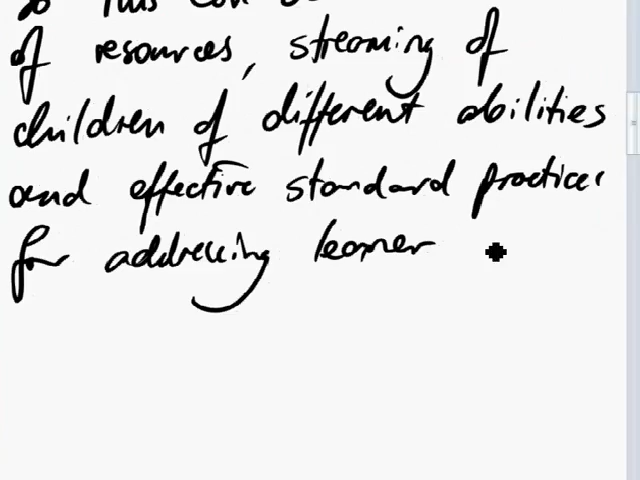 of resources, streaming of
children of different abilities
and effective standard practices
for addressing learner